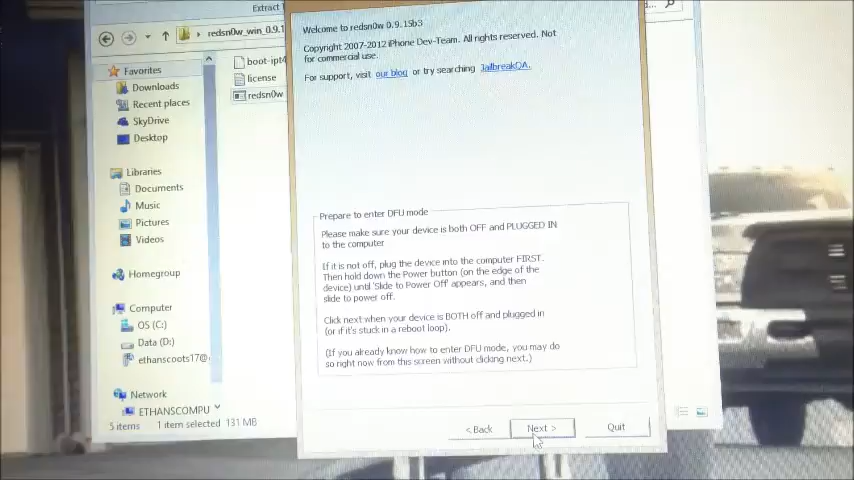 Extract
redsn0w_win_0.9.1
Favorites
Downloads
Recent places
SkyDrive
Desktop
Libraries
Documents
Music
Pictures
Videos
Homegroup
Computer
OS (C:)
Data (D:)
ethanscoots17@
Network
ETHANSCOMPU
5 items 1 item selected 131 MB
boot-ipt4
license
redsn0w
Welcome to redsn0w 0.9.15b3
Copyright 2007-2012 iPhone Dev-Team. All rights reserved. Not
for commercial use.
For support, visit our blog or try searching JailbreakQA.
Prepare to enter DFU mode
Please make sure your device is both OFF and PLUGGED IN
to the computer
If it is not off, plug the device into the computer FIRST.
Then hold down the Power button (on the edge of the
device) until 'Slide to Power Off' appears, and then
slide to power off.
Click next when your device is BOTH off and plugged in
(or if it's stuck in a reboot loop).
(If you already know how to enter DFU mode, you may do
so right now from this screen without clicking next.)
< Back Next > Quit